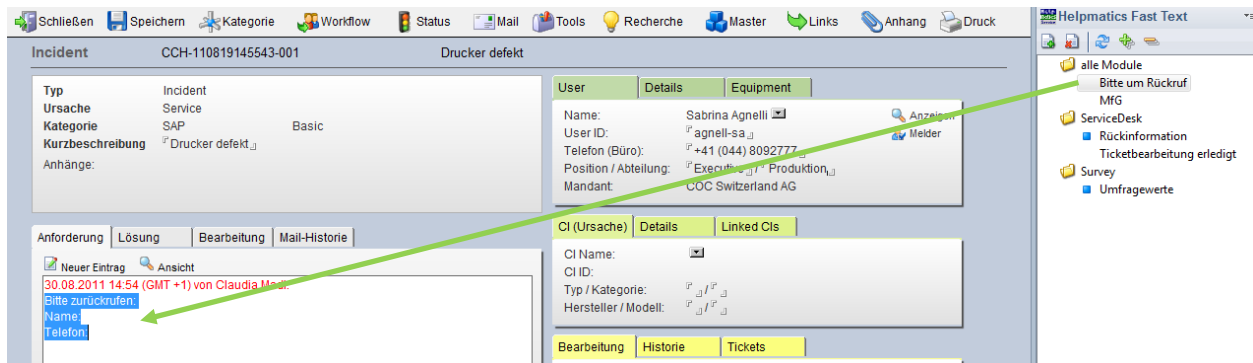 Schließen Speichern Kategorie Workflow Status Mail Tools Recherche Master Links Anhang Druck
Incident CCH-110819145543-001 Drucker defekt
Typ Incident
Ursache Service
Kategorie SAP Basic
Kurzbeschreibung Drucker defekt
Anhänge:
User Details Equipment
Name: Sabrina Agnelli Anzeigen
User ID: agnell-sa Melder
Telefon (Büro): +41 (044) 8092777
Position / Abteilung: Executive / Produktion,
Mandant: COC Switzerland AG
Anforderung Lösung Bearbeitung Mail-Historie
Neuer Eintrag Ansicht
30.08.2011 14:54 (GMT +1) von Claudia
Bitte zurückrufen:
Name:
Telefon:
CI (Ursache) Details Linked CIs
CI Name:
CI ID:
Typ / Kategorie: /
Hersteller / Modell: /
Bearbeitung Historie Tickets
Helpmatics Fast Text
alle Module
Bitte um Rückruf
MfG
ServiceDesk
Rückinformation
Ticketbearbeitung erledigt
Survey
Umfragewerte